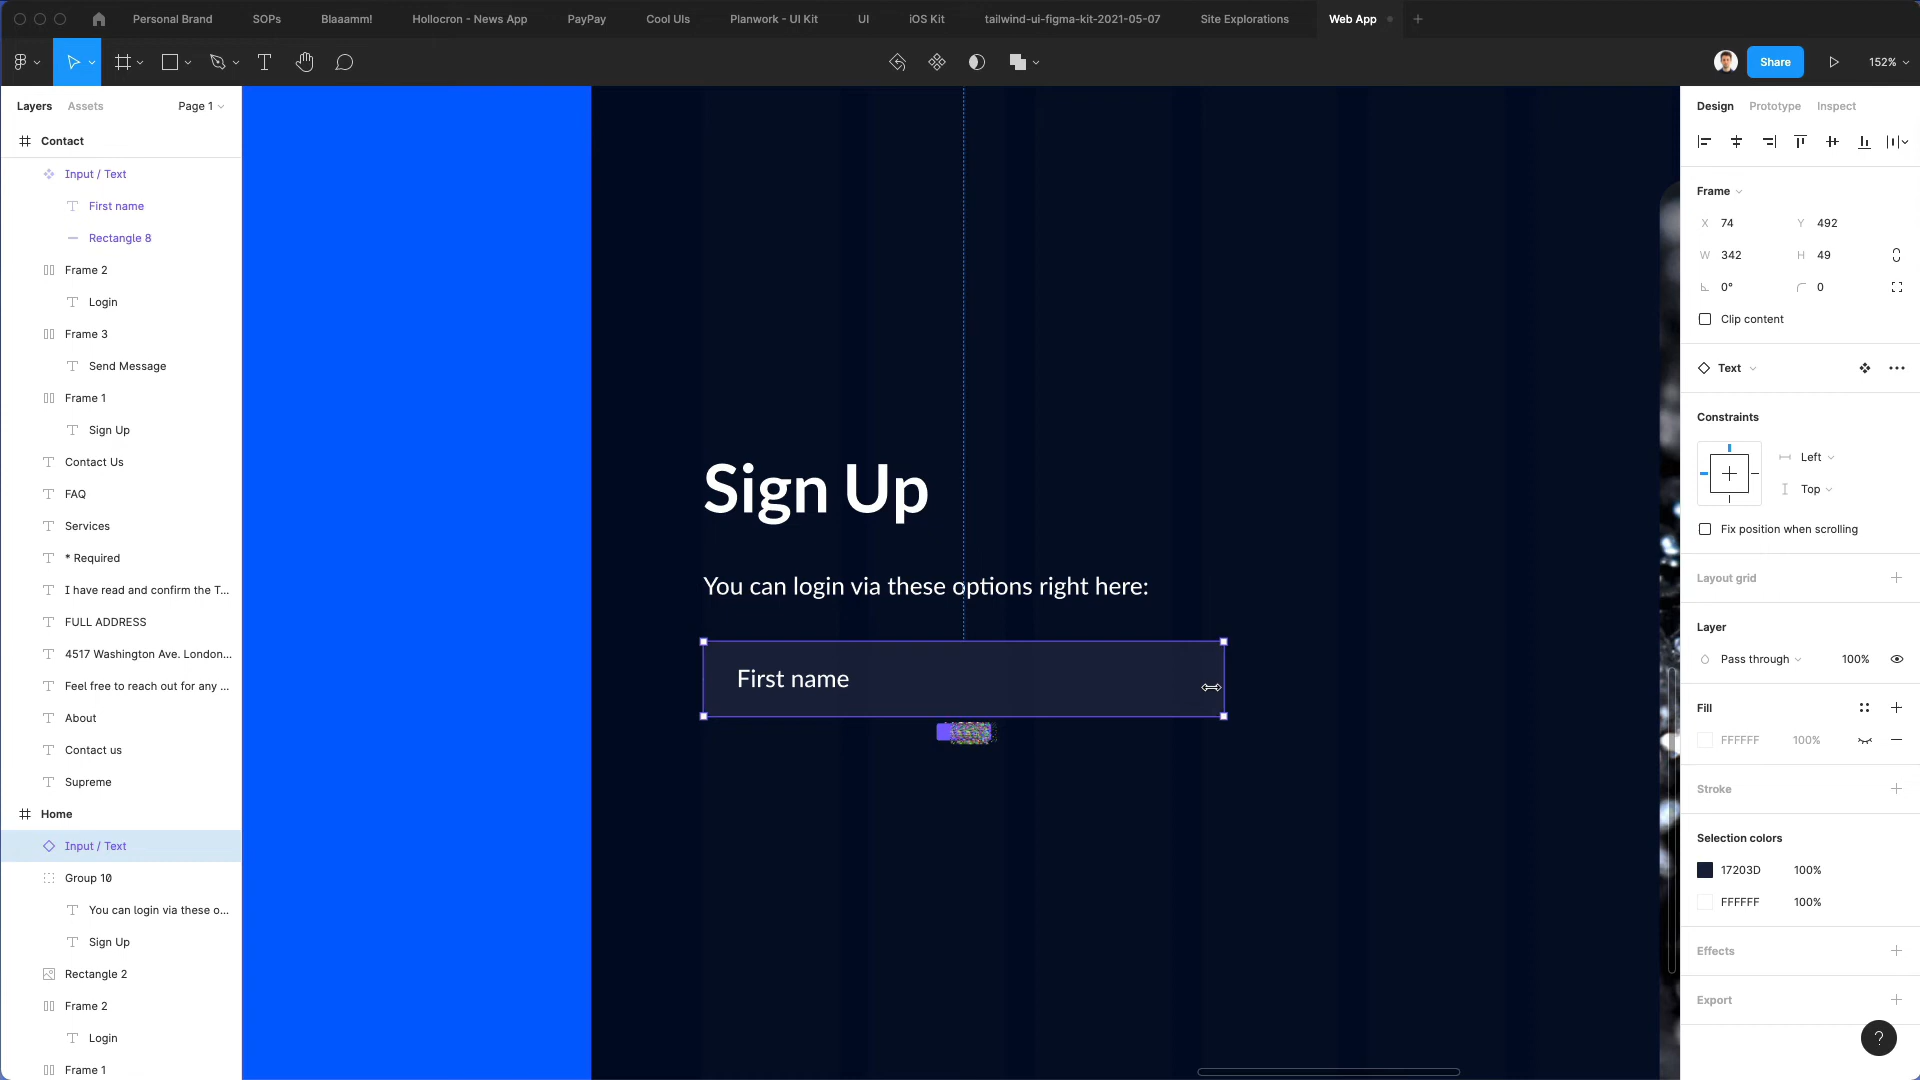 Personal Brand
SOPs
Blaaamm!
Hollocron - News App
PayPay
Cool UIs
Planwork - UI Kit
UI
iOS Kit
tailwind-ui-figma-kit-2021-05-07
Site Explorations
Web App
Share
152%
Layers
Assets
Page 1
Contact
Input / Text
First name
Rectangle 8
Frame 2
Login
Frame 3
Send Message
Frame 1
Sign Up
Contact Us
FAQ
Services
* Required
I have read and confirm the T...
FULL ADDRESS
4517 Washington Ave. London...
Feel free to reach out for any ...
About
Contact us
Supreme
Home
Input / Text
Group 10
You can login via these o...
Sign Up
Rectangle 2
Frame 2
Login
Frame 1
Sign Up
You can login via these options right here:
First name
Design
Prototype
Inspect
Frame
X 74
Y 492
W 342
H 49
0°
0
Clip content
Text
Constraints
Left
Top
Fix position when scrolling
Layout grid
Layer
Pass through
100%
Fill
FFFFFF
100%
Stroke
Selection colors
17203D
100%
FFFFFF
100%
Effects
Export
?